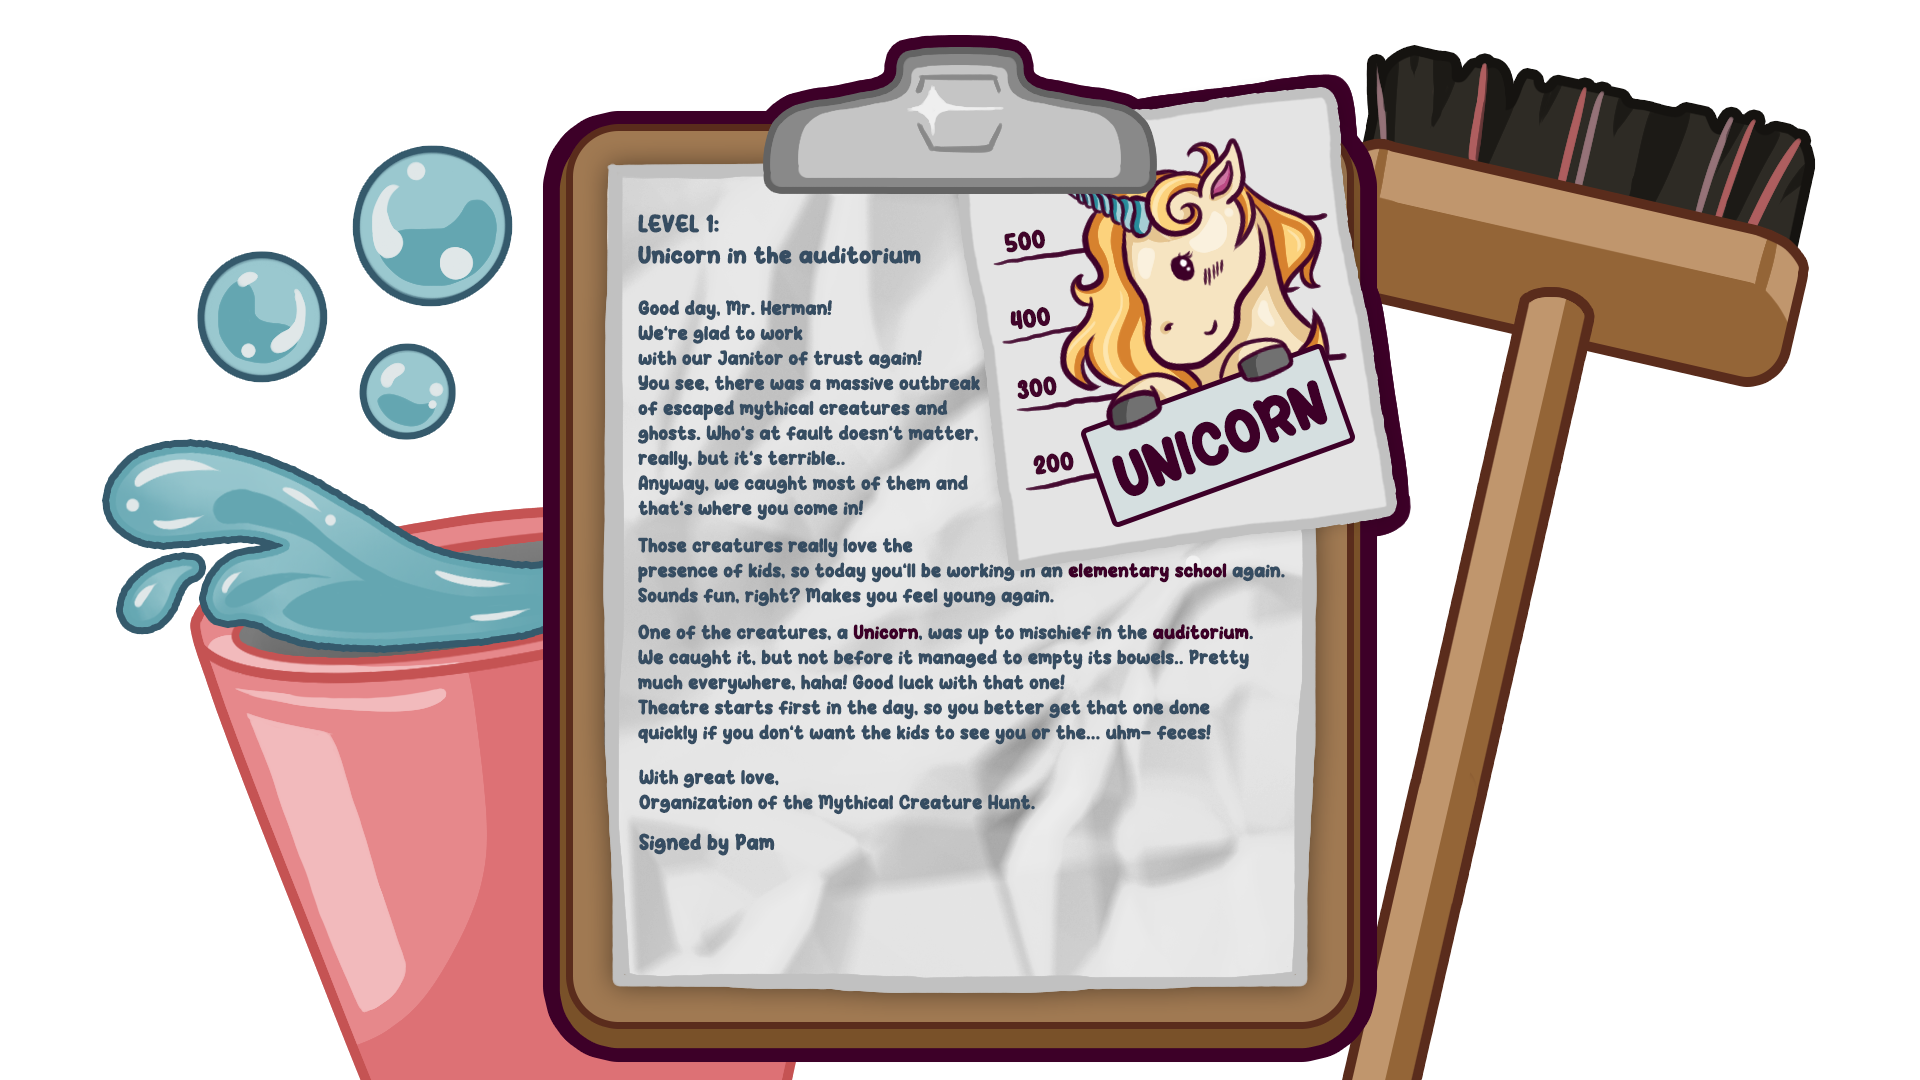 LEVEL 1:
Unicorn in the auditorium
Good day, Mr. Herman!
We're glad to work
with our Janitor of trust again!
You see, there was a massive outbreak
of escaped mythical creatures and
ghosts. Who's at fault doesn't matter,
really, but it's terrible..
Anyway, we caught most of them and
that's where you come in!
Those creatures really love the
presence of kids, so today you'll be working in an elementary school again.
Sounds fun, right? Makes you feel young again.
One of the creatures, a Unicorn, was up to mischief in the auditorium.
We caught it, but not before it managed to empty its bowels.. Pretty
much everywhere, haha! Good luck with that one!
Theatre starts first in the day, so you better get that one done
quickly if you don't want the kids to see you or the... uhm- feces!
With great love,
Organization of the Mythical Creature Hunt.
Signed by Pam
500
400
300
200
UNICORN